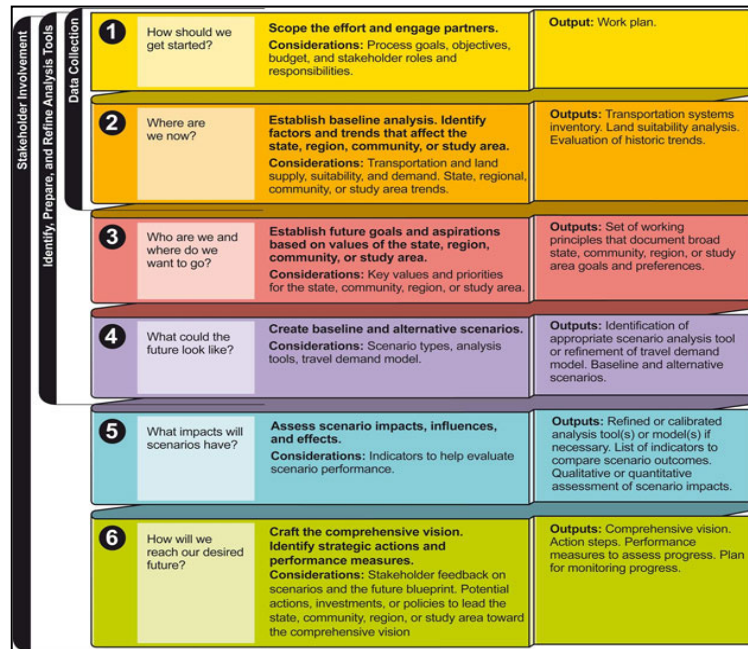 Stakeholder Involvement
Identify, Prepare, and Refine Analysis Tools
Data Collection
1
How should we
get started?
Scope the effort and engage partners.
Considerations: Process goals, objectives,
budget, and stakeholder roles and
responsibilities.
Output: Work plan.
2
Where are
we now?
Establish baseline analysis. Identify
factors and trends that affect the
state, region, community, or study area.
Considerations: Transportation and land
supply, suitability, and demand. State, regional,
community, or study area trends.
Outputs: Transportation systems
inventory. Land suitability analysis.
Evaluation of historic trends.
3
Who are we and
where do we
want to go?
Establish future goals and aspirations
based on values of the state, region,
community, or study area.
Considerations: Key values and priorities
for the state, community, region, or study area.
Outputs: Set of working
principles that document broad
state, community, region, or study
area goals and preferences.
4
What could the
future look like?
Create baseline and alternative scenarios.
Considerations: Scenario types, analysis
tools, travel demand model.
Outputs: Identification of
appropriate scenario analysis tool
or refinement of travel demand
model. Baseline and alternative
scenarios.
5
What impacts will
scenarios have?
Assess scenario impacts, influences,
and effects.
Considerations: Indicators to help evaluate
scenario performance.
Outputs: Refined or calibrated
analysis tool(s) or model(s) if
necessary. List of indicators to
compare scenario outcomes.
Qualitative or quantitative
assessment of scenario impacts.
6
How will we
reach our desired
future?
Craft the comprehensive vision.
Identify strategic actions and
performance measures.
Considerations: Stakeholder feedback on
scenarios and the future blueprint. Potential
actions, investments, or policies to lead the
state, community, region, or study area toward
the comprehensive vision
Outputs: Comprehensive vision.
Action steps. Performance
measures to assess progress. Plan
for monitoring progress.